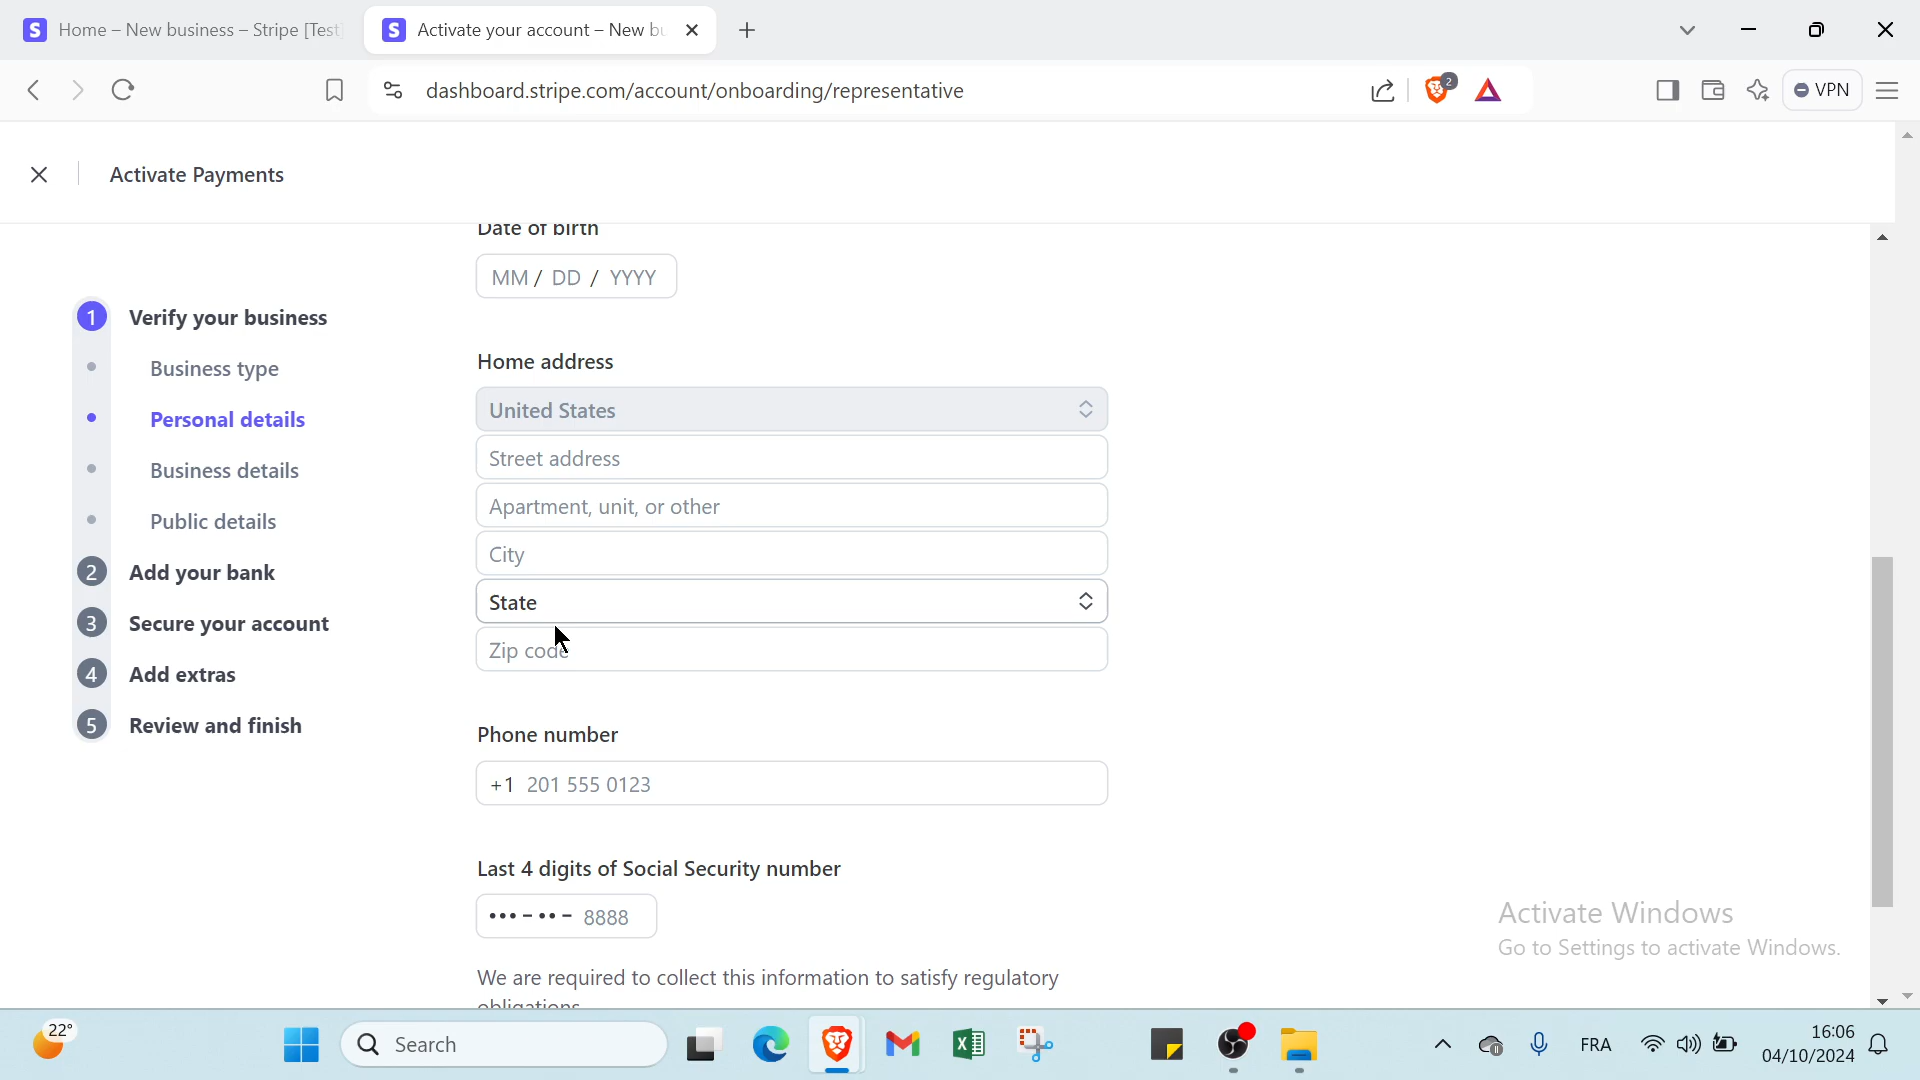 Home – New business – Stripe [Test
Activate your account – New bu
dashboard.stripe.com/account/onboarding/representative
2
VPN
Activate Payments
Date of birth
MM / DD / YYYY
Home address
United States
Street address
Apartment, unit, or other
City
State
Zip code
Phone number
+1 201 555 0123
Last 4 digits of Social Security number
•••-••- 8888
We are required to collect this information to satisfy regulatory
obligations
1 Verify your business
Business type
Personal details
Business details
Public details
2 Add your bank
3 Secure your account
4 Add extras
5 Review and finish
Activate Windows
Go to Settings to activate Windows.
22°
Search
FRA
16:06
04/10/2024